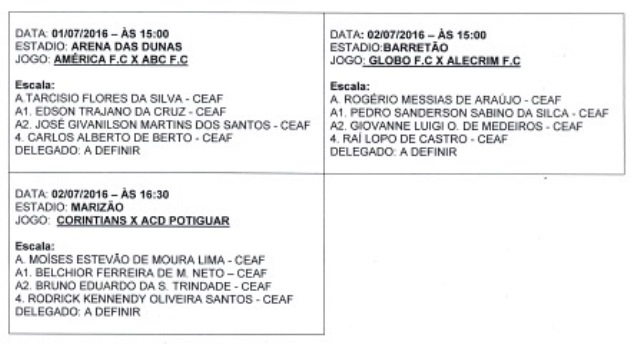 DATA: 01/07/2016 – ÀS 15:00
ESTADIO: ARENA DAS DUNAS
JOGO: AMÉRICA F.C X ABC F.C
Escala:
A.TARCISIO FLORES DA SILVA - CEAF
A1. EDSON TRAJANO DA CRUZ - CEAF
A2. JOSÉ GIVANILSON MARTINS DOS SANTOS - CEAF
4. CARLOS ALBERTO DE BERTO - CEAF
DELEGADO: A DEFINIR
DATA: 02/07/2016 – ÀS 15:00
ESTADIO:BARRETÃO
JOGO: GLOBO F.C X ALECRIM F.C
Escala:
A. ROGÉRIO MESSIAS DE ARAÚJO - CEAF
A1. PEDRO SANDERSON SABINO DA SILCA - CEAF
A2. GIOVANNE LUIGI O. DE MEDEIROS - CEAF
4. RAÍ LOPO DE CASTRO - CEAF
DELEGADO: A DEFINIR
DATA: 02/07/2016 – ÀS 16:30
ESTADIO: MARIZÃO
JOGO: CORINTIANS X ACD POTIGUAR
Escala:
A. MOÍSES ESTEVÃO DE MOURA LIMA - CEAF
A1. BELCHIOR FERREIRA DE M. NETO – CEAF
A2. BRUNO EDUARDO DA S. TRINDADE - CEAF
4. RODRICK KENNENDY OLIVEIRA SANTOS - CEAF
DELEGADO: A DEFINIR